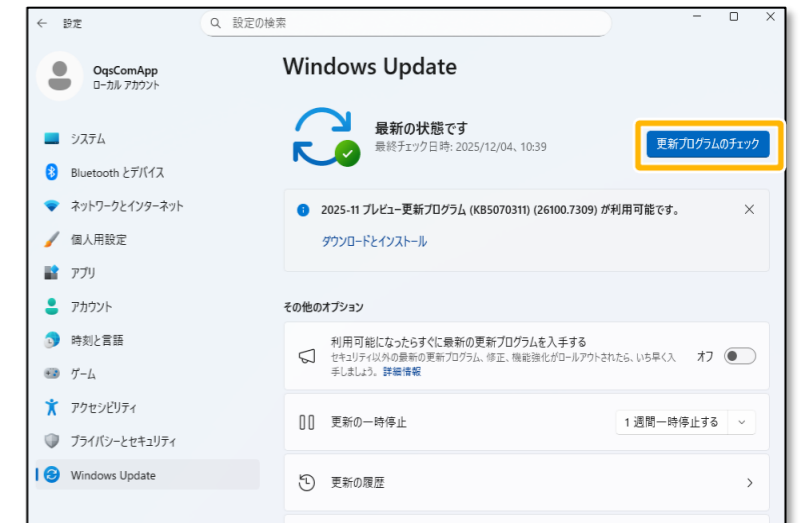 設定
設定の検索
OqsComApp
ローカル アカウント
システム
Bluetooth とデバイス
ネットワークとインターネット
個人用設定
アプリ
アカウント
時刻と言語
ゲーム
アクセシビリティ
プライバシーとセキュリティ
Windows Update
Windows Update
最新の状態です
最終チェック日時: 2025/12/04、10:39
更新プログラムのチェック
2025-11 プレビュー更新プログラム (KB5070311) (26100.7309) が利用可能です。
ダウンロードとインストール
その他のオプション
利用可能になったらすぐに最新の更新プログラムを入手する
セキュリティ以外の最新の更新プログラム、修正、機能強化がロールアウトされたら、いち早く入
手しましょう。 詳細情報
オフ
更新の一時停止
1 週間一時停止する
更新の履歴